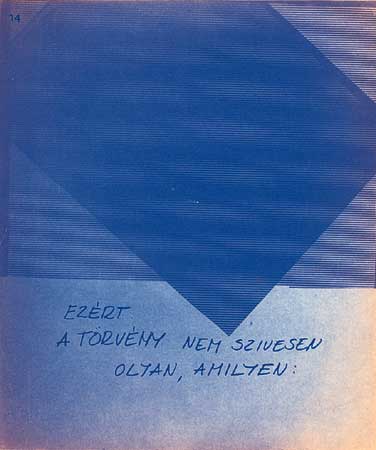 14
EZÉRT
A TÖRVÉNY NEM SZIVESEN
OLYAN, AMILYEN: